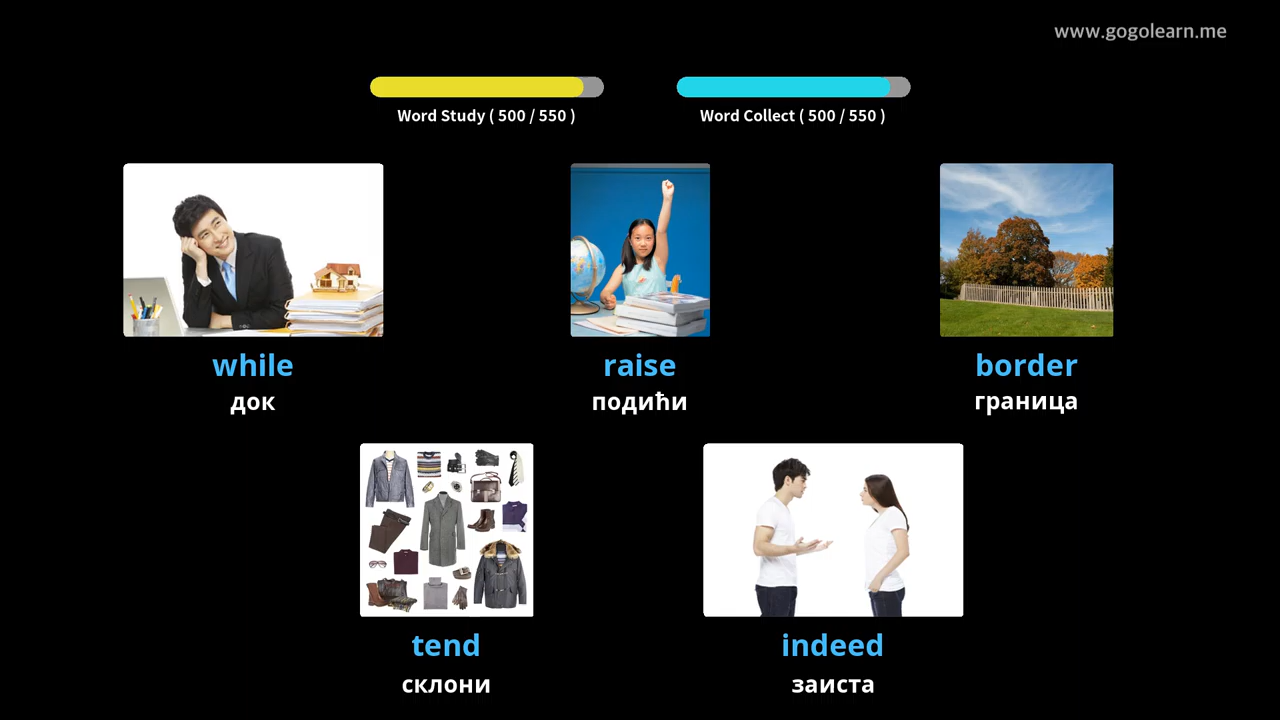 www.gogolearn.me
Word Study ( 500 / 550 )
Word Collect ( 500 / 550 )
while
док
raise
подићи
border
граница
tend
склони
indeed
заиста